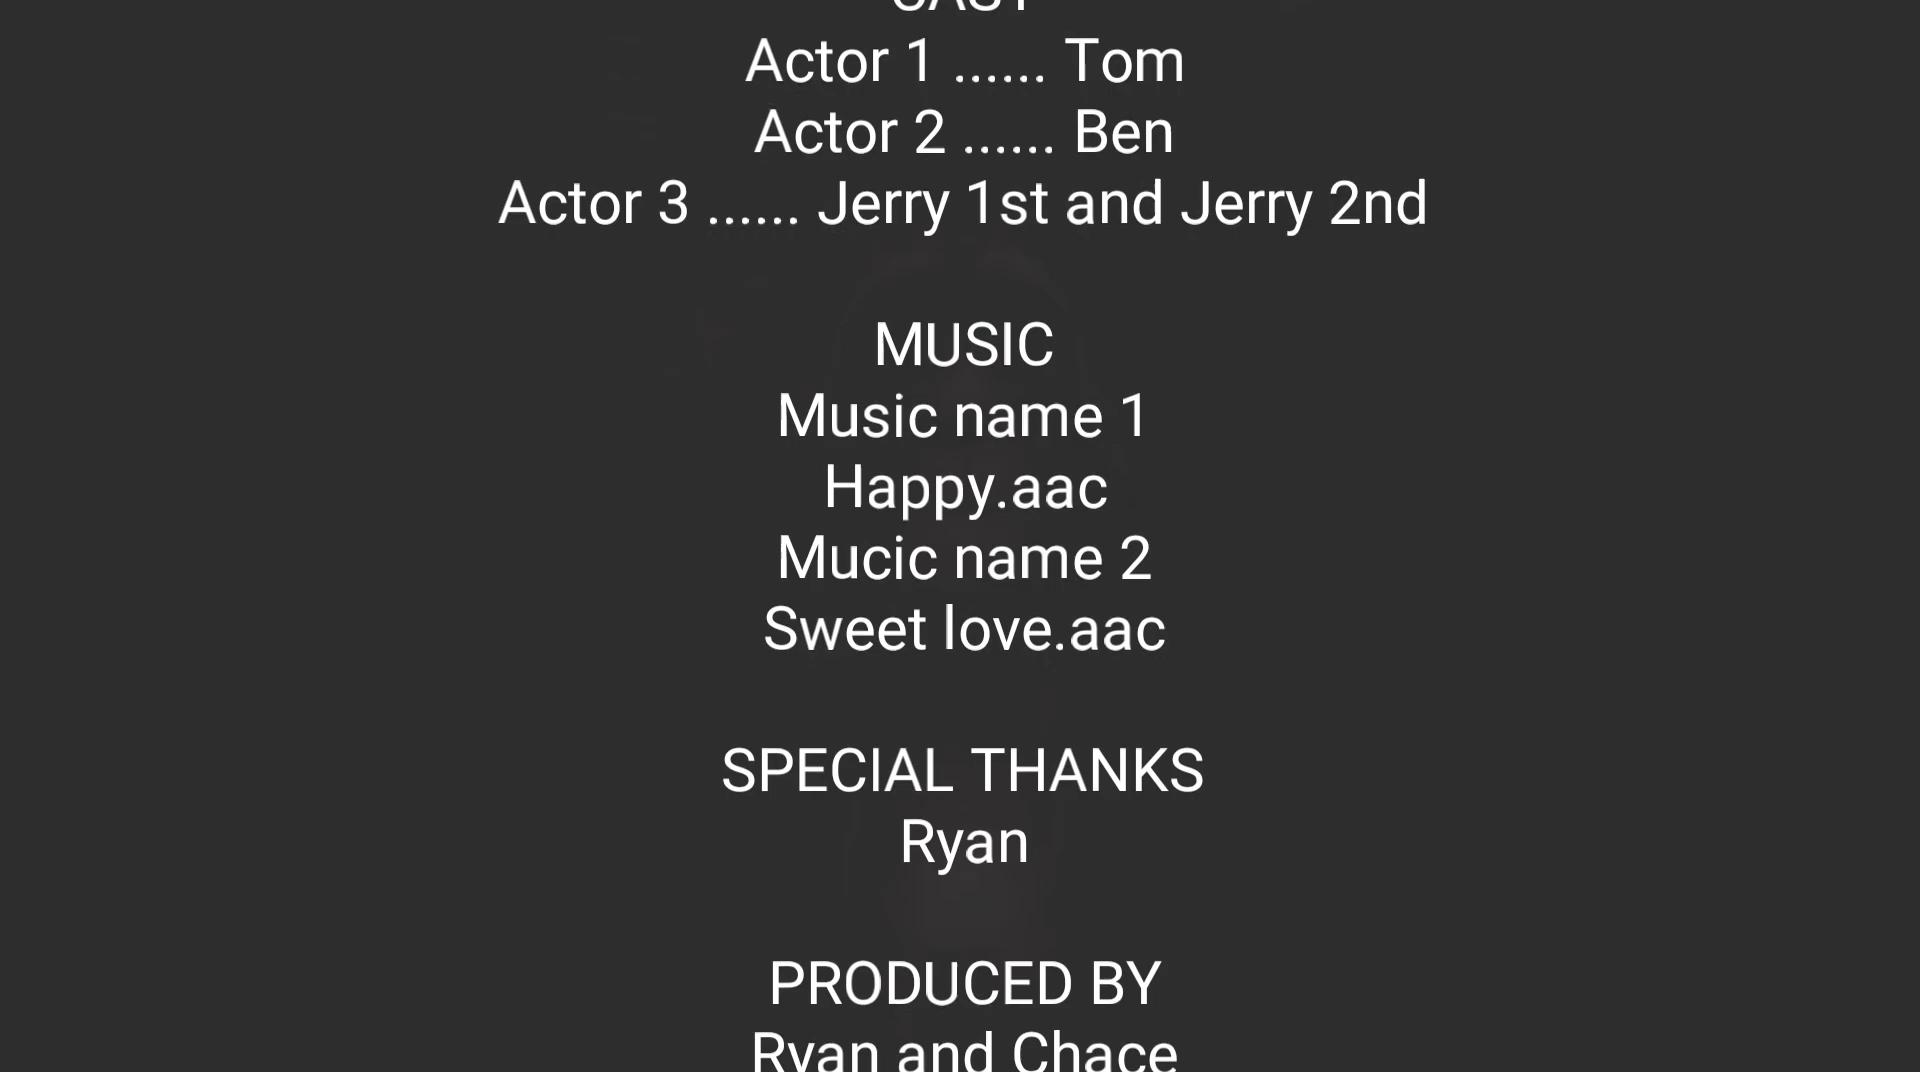 CAST
Actor 1 ...... Tom
Actor 2 ...... Ben
Actor 3 ...... Jerry 1st and Jerry 2nd
MUSIC
Music name 1
Happy.aac
Mucic name 2
Sweet love.aac
SPECIAL THANKS
Ryan
PRODUCED BY
Ryan and Chace